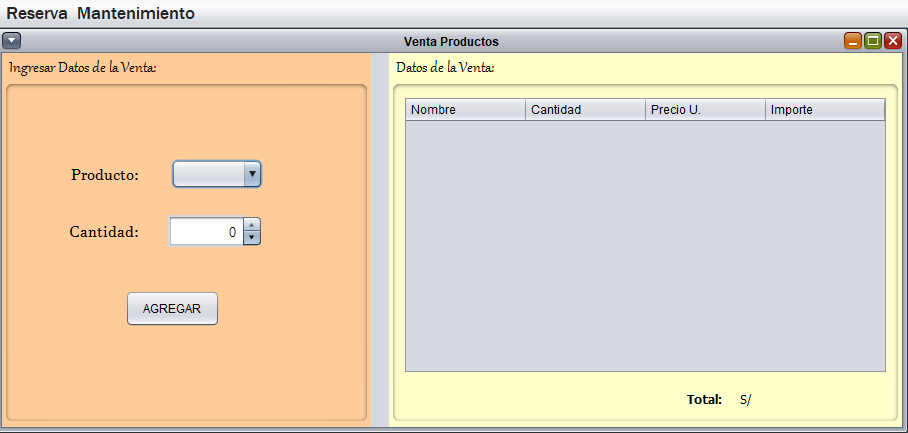 Reserva Mantenimiento
Venta Productos
Ingresar Datos de la Venta:
Producto:
Cantidad:
0
AGREGAR
Datos de la Venta:
Nombre Cantidad Precio U. Importe
Total: S/